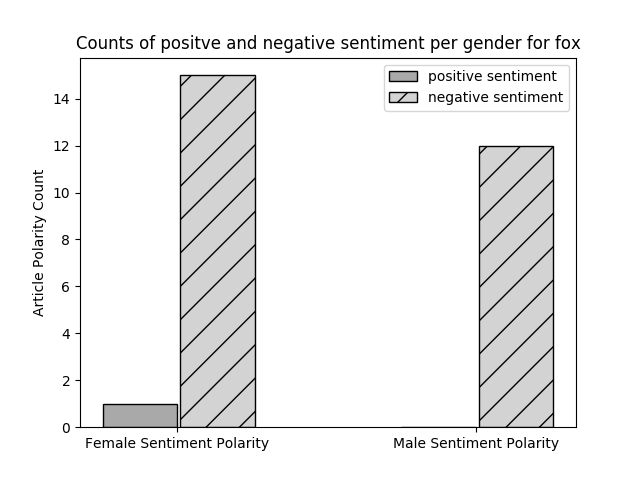 Counts of positve and negative sentiment per gender for fox
positive sentiment
negative sentiment
Article Polarity Count
14
12
10
8
6
4
2
0
Female Sentiment Polarity
Male Sentiment Polarity